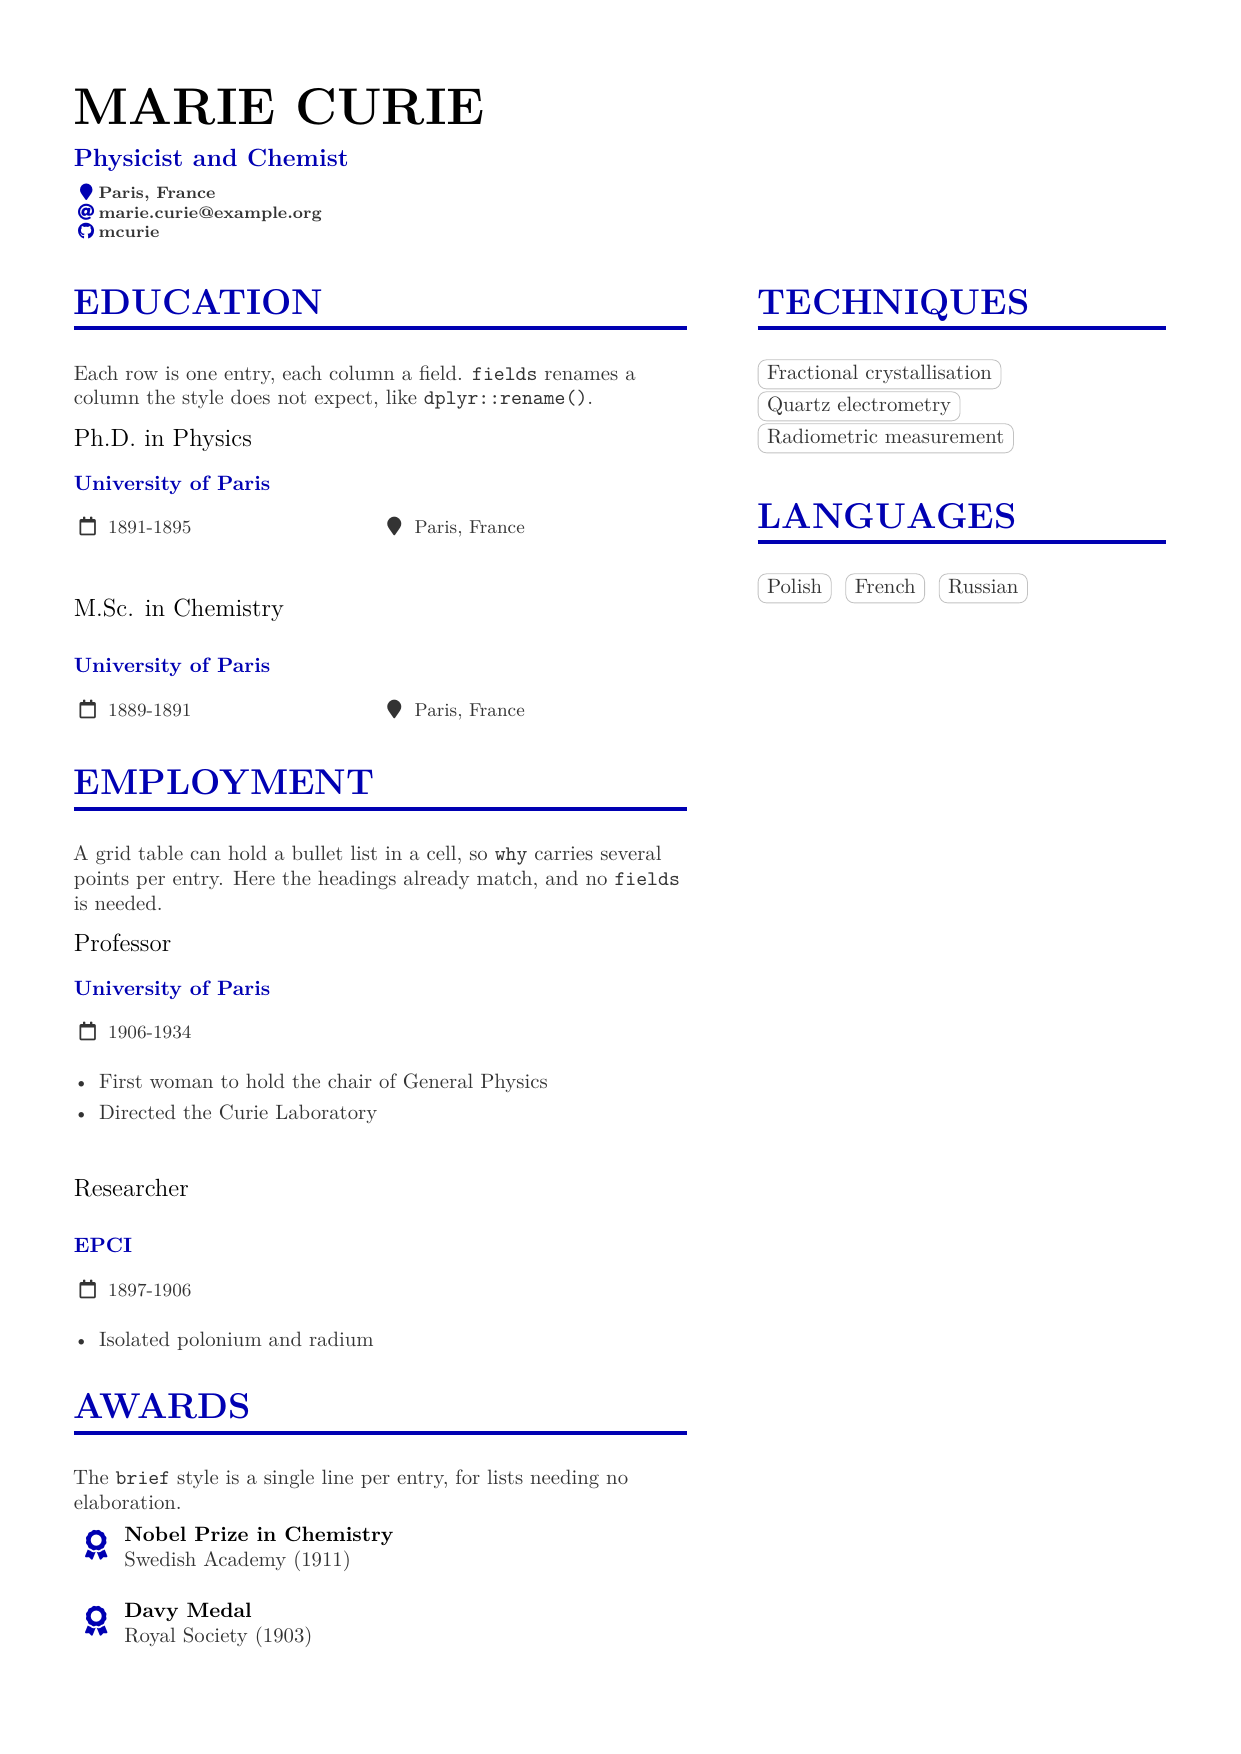 MARIE CURIE
Physicist and Chemist
Paris, France
marie.curie@example.org
mcurie
EDUCATION
Each row is one entry, each column a field. fields renames a
column the style does not expect, like dplyr::rename().
Ph.D. in Physics
University of Paris
1891-1895 Paris, France
M.Sc. in Chemistry
University of Paris
1889-1891 Paris, France
EMPLOYMENT
A grid table can hold a bullet list in a cell, so why carries several
points per entry. Here the headings already match, and no fields
is needed.
Professor
University of Paris
1906-1934
• First woman to hold the chair of General Physics
• Directed the Curie Laboratory
Researcher
EPCI
1897-1906
• Isolated polonium and radium
AWARDS
The brief style is a single line per entry, for lists needing no
elaboration.
Nobel Prize in Chemistry
Swedish Academy (1911)
Davy Medal
Royal Society (1903)
TECHNIQUES
Fractional crystallisation
Quartz electrometry
Radiometric measurement
LANGUAGES
Polish French Russian